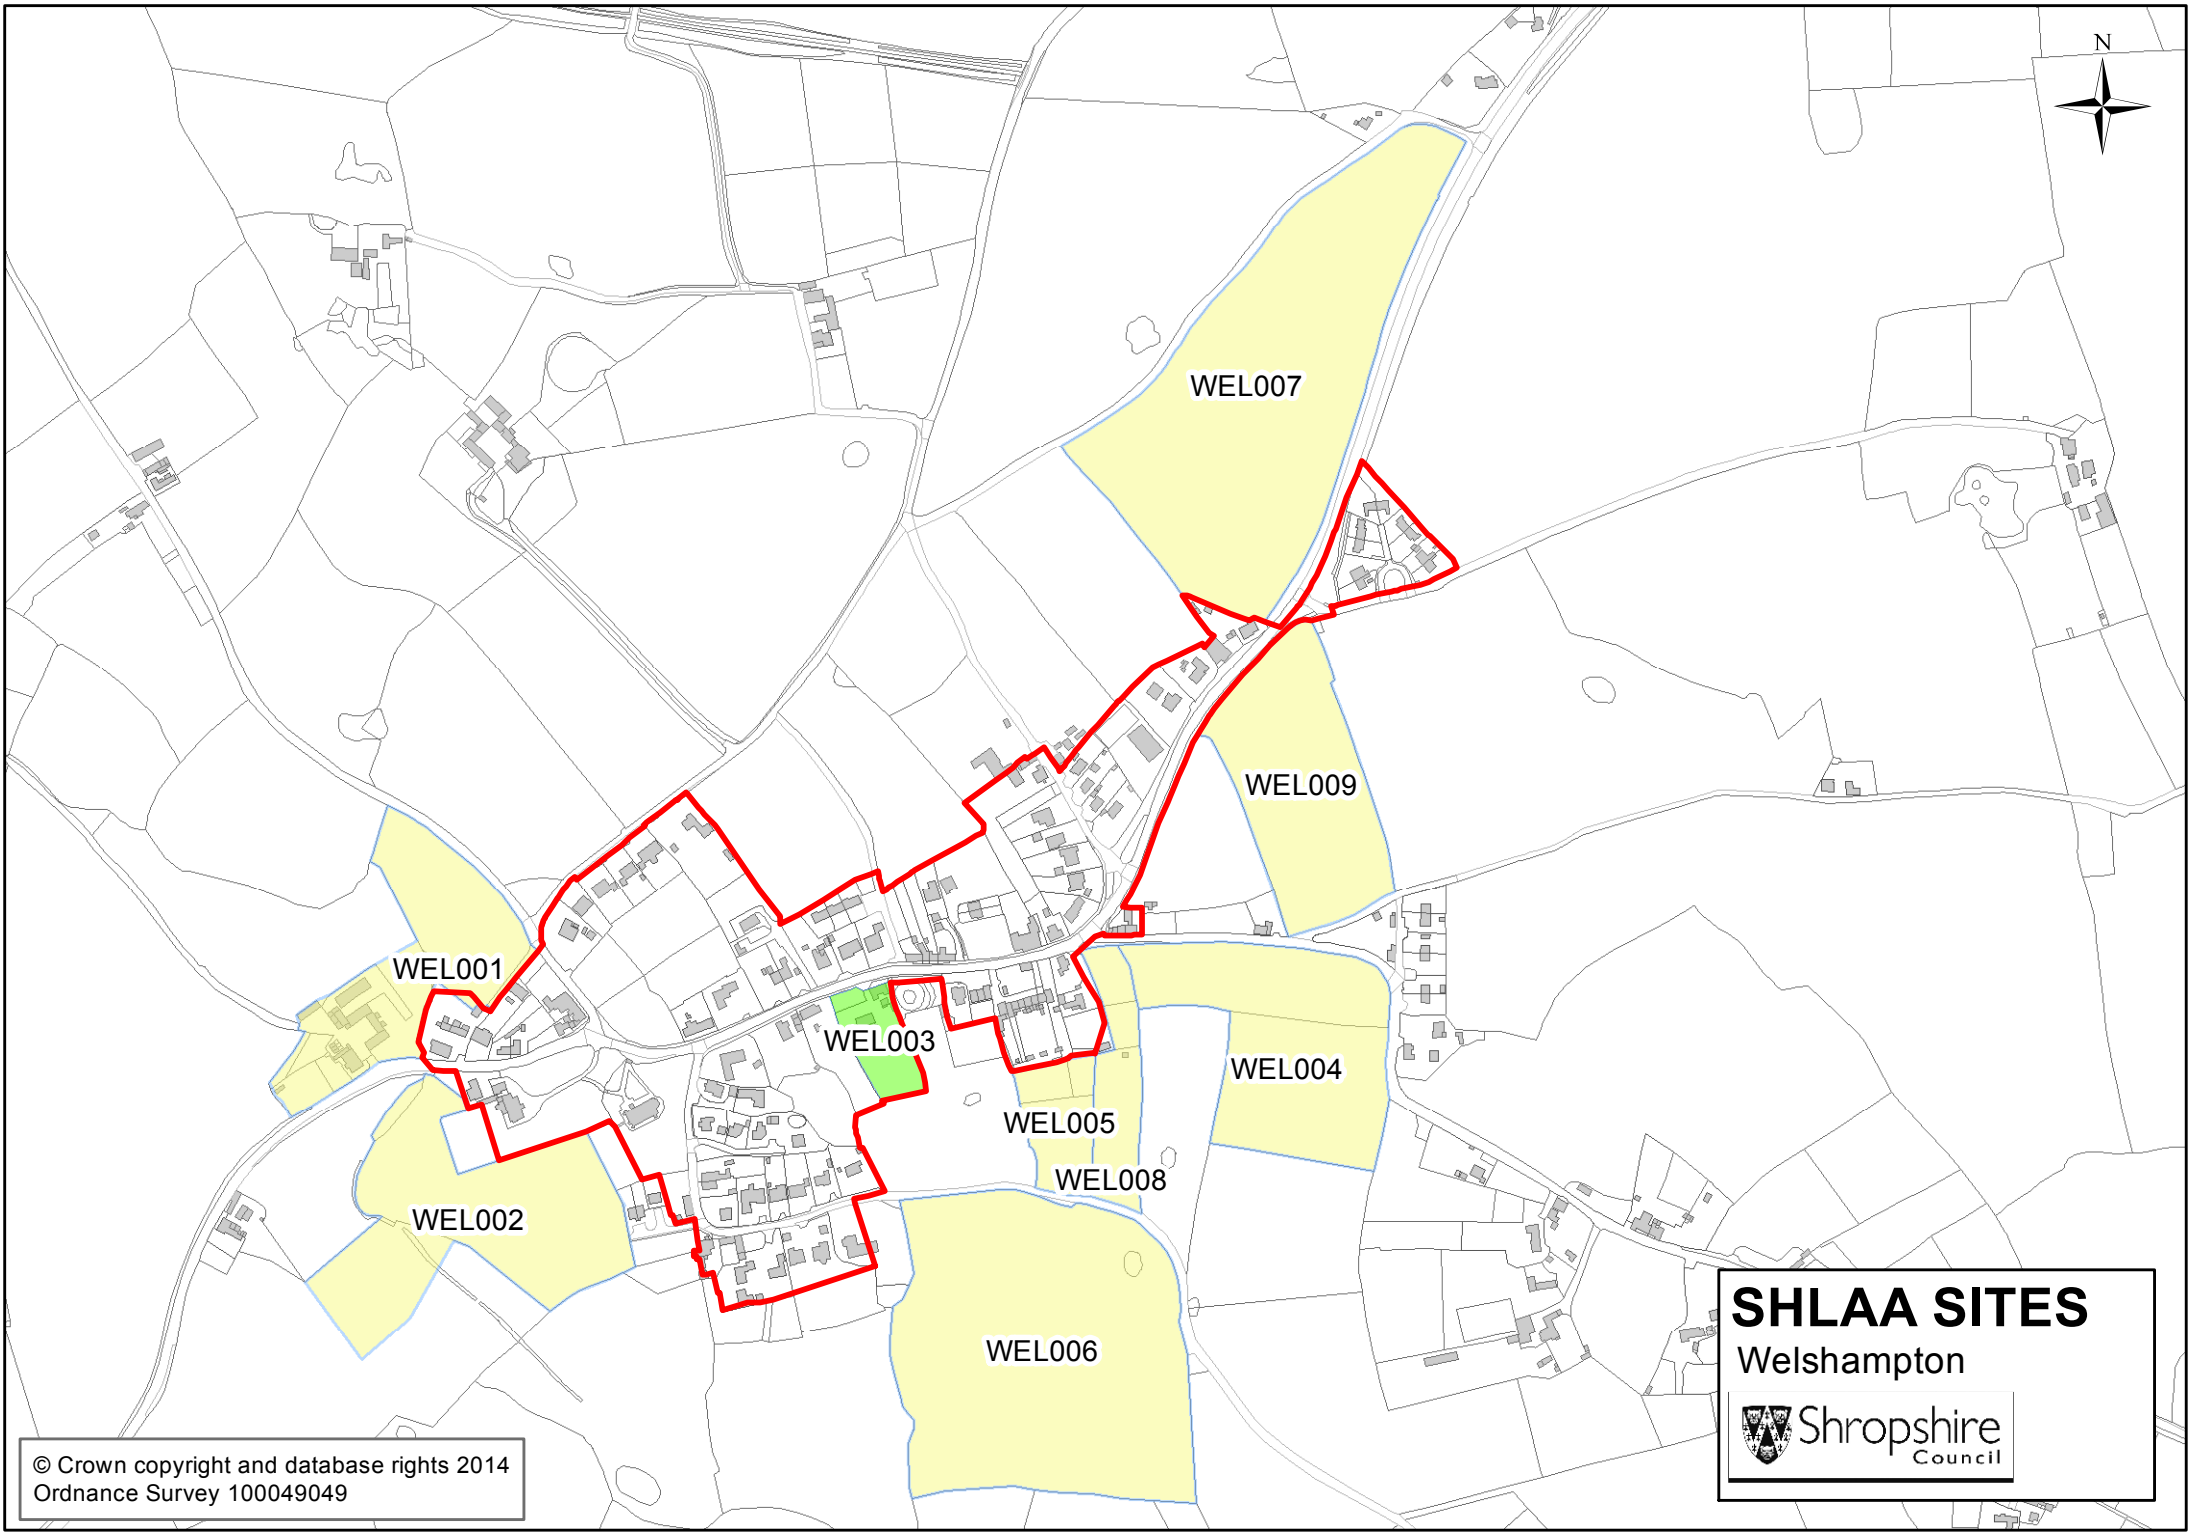 N
WEL007
WEL009
WEL001
WEL003
WEL004
WEL005
WEL008
WEL002
WEL006
SHLAA SITES
Welshampton
Shropshire
Council
© Crown copyright and database rights 2014
Ordnance Survey 100049049